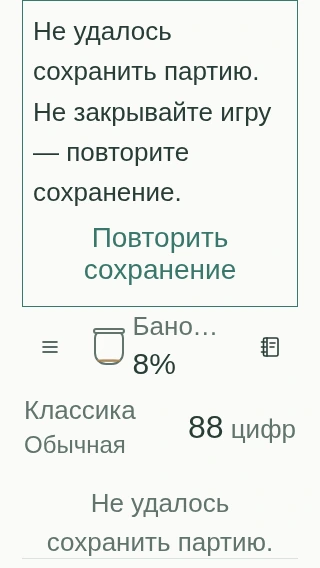 Не удалось
сохранить партию.
Не закрывайте игру
— повторите
сохранение.
Повторить
сохранение
Бано…
8%
Классика
Обычная
88 цифр
Не удалось
сохранить партию.